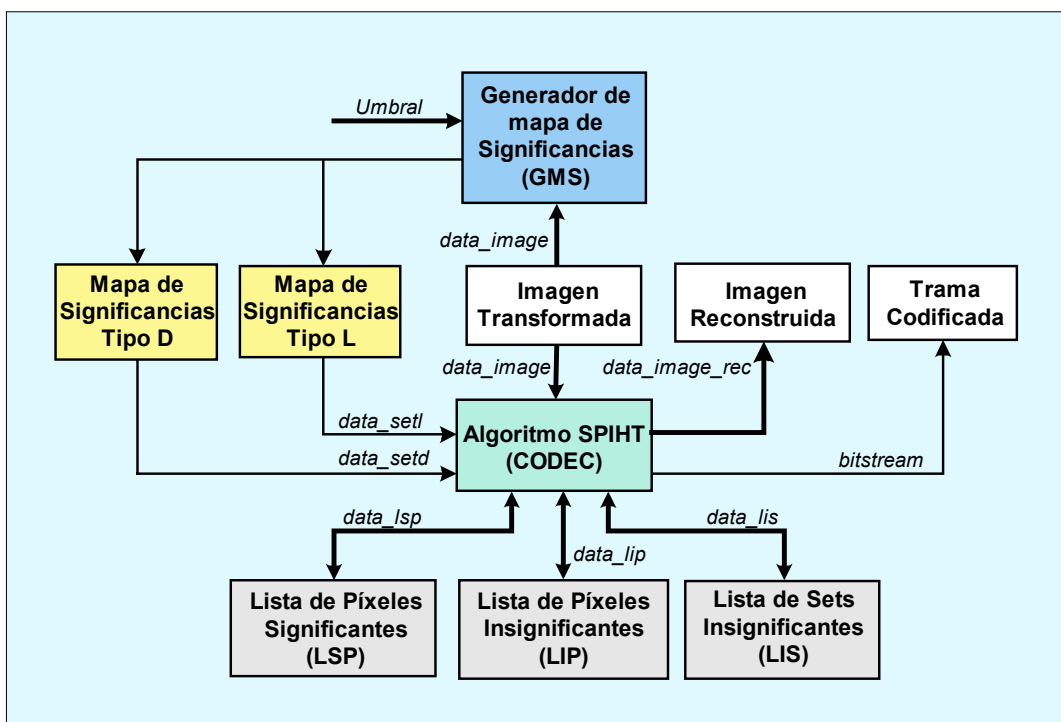 Umbral
Generador de
mapa de
Significancias
(GMS)
data_image
Mapa de
Significancias
Tipo D
Mapa de
Significancias
Tipo L
Imagen
Transformada
Imagen
Reconstruida
Trama
Codificada
data_image
data_image_rec
data_setl
data_setd
Algoritmo SPIHT
(CODEC)
bitstream
data_lsp
data_lip
data_lis
Lista de Píxeles
Significantes
(LSP)
Lista de Píxeles
Insignificantes
(LIP)
Lista de Sets
Insignificantes
(LIS)